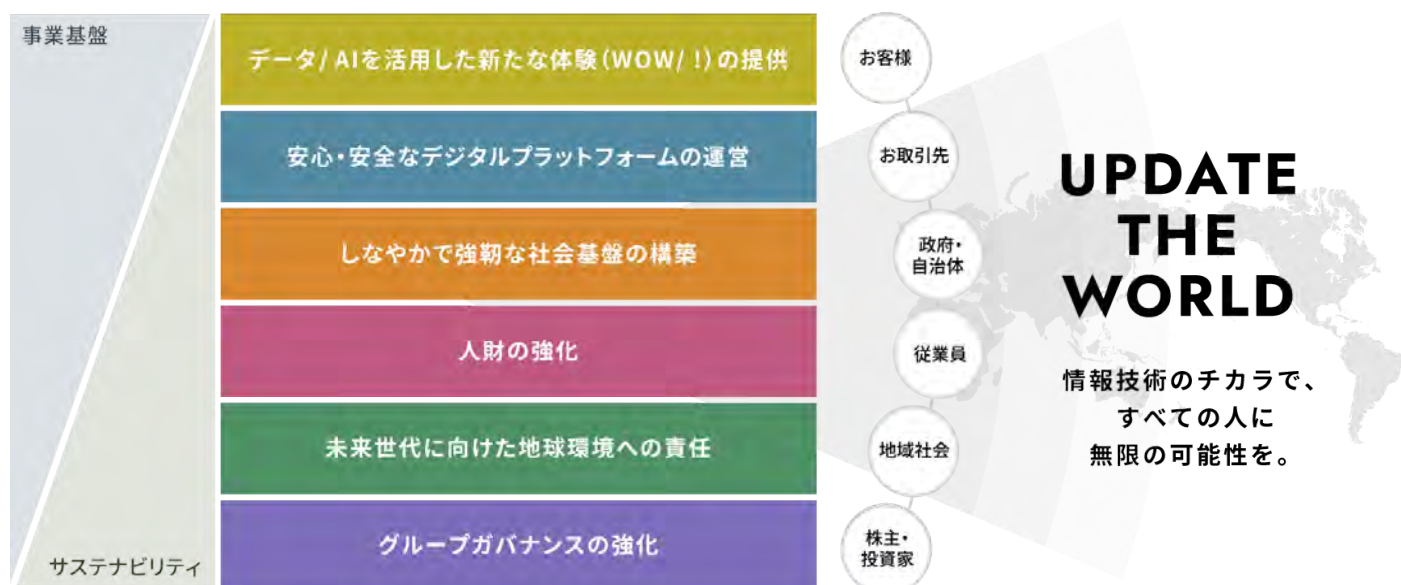 事業基盤
データ/AIを活用した新たな体験（WOW/！）の提供
安心・安全なデジタルプラットフォームの運営
しなやかで強靭な社会基盤の構築
人財の強化
未来世代に向けた地球環境への責任
グループガバナンスの強化
サステナビリティ
お客様
お取引先
政府・
自治体
従業員
地域社会
株主・
投資家
UPDATE
THE
WORLD
情報技術のチカラで、
すべての人に
無限の可能性を。